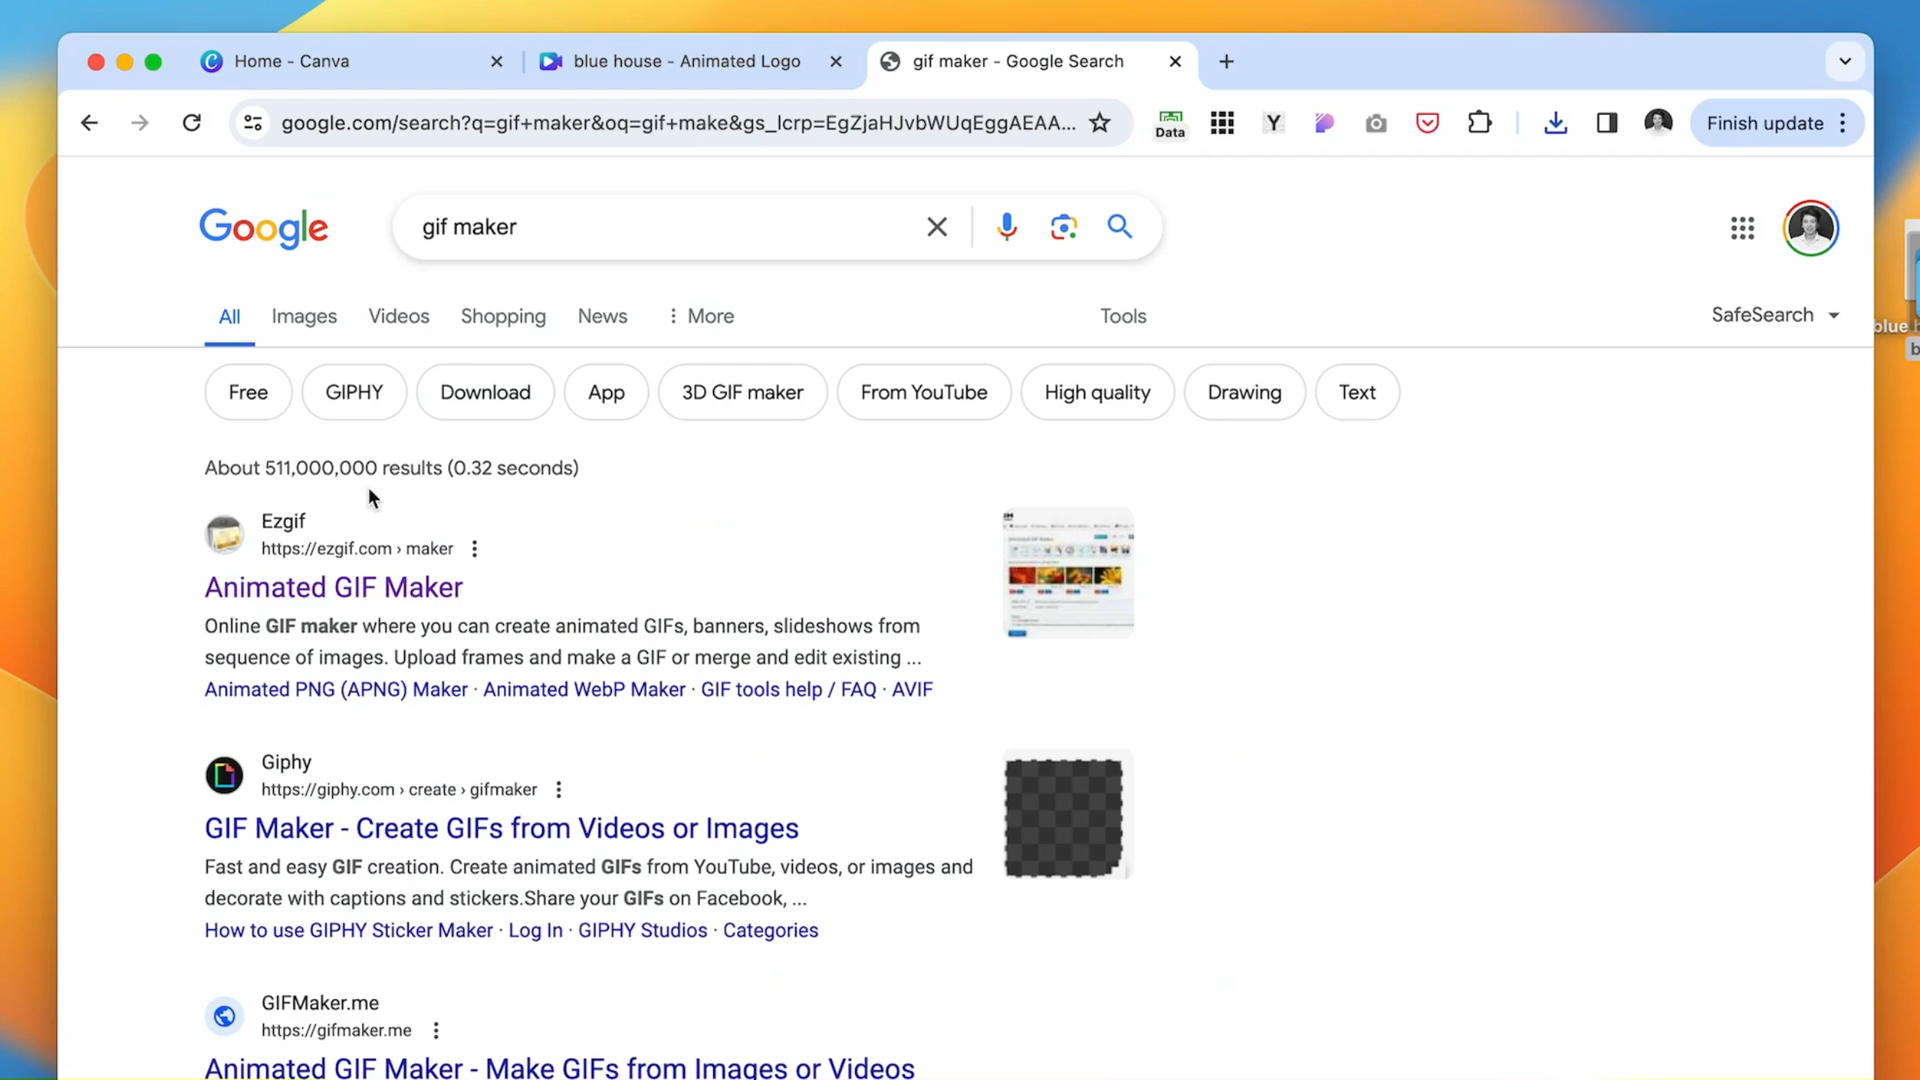 Home - Canva
blue house - Animated Logo
gif maker - Google Search
google.com/search?q=gif+maker&oq=gif+make&gs_lcrp=EgZjaHJvbWUqEggAEAA...
Data
Y
Finish update
Google
gif maker
All
Images
Videos
Shopping
News
More
Tools
SafeSearch
blue
Free
GIPHY
Download
App
3D GIF maker
From YouTube
High quality
Drawing
Text
About 511,000,000 results (0.32 seconds)
Ezgif
https://ezgif.com › maker
Animated GIF Maker
Online GIF maker where you can create animated GIFs, banners, slideshows from
sequence of images. Upload frames and make a GIF or merge and edit existing ...
Animated PNG (APNG) Maker · Animated WebP Maker · GIF tools help / FAQ · AVIF
Giphy
https://giphy.com › create › gifmaker
GIF Maker - Create GIFs from Videos or Images
Fast and easy GIF creation. Create animated GIFs from YouTube, videos, or images and
decorate with captions and stickers.Share your GIFs on Facebook, ...
How to use GIPHY Sticker Maker · Log In · GIPHY Studios · Categories
GIFMaker.me
https://gifmaker.me
Animated GIF Maker - Make GIFs from Images or Videos